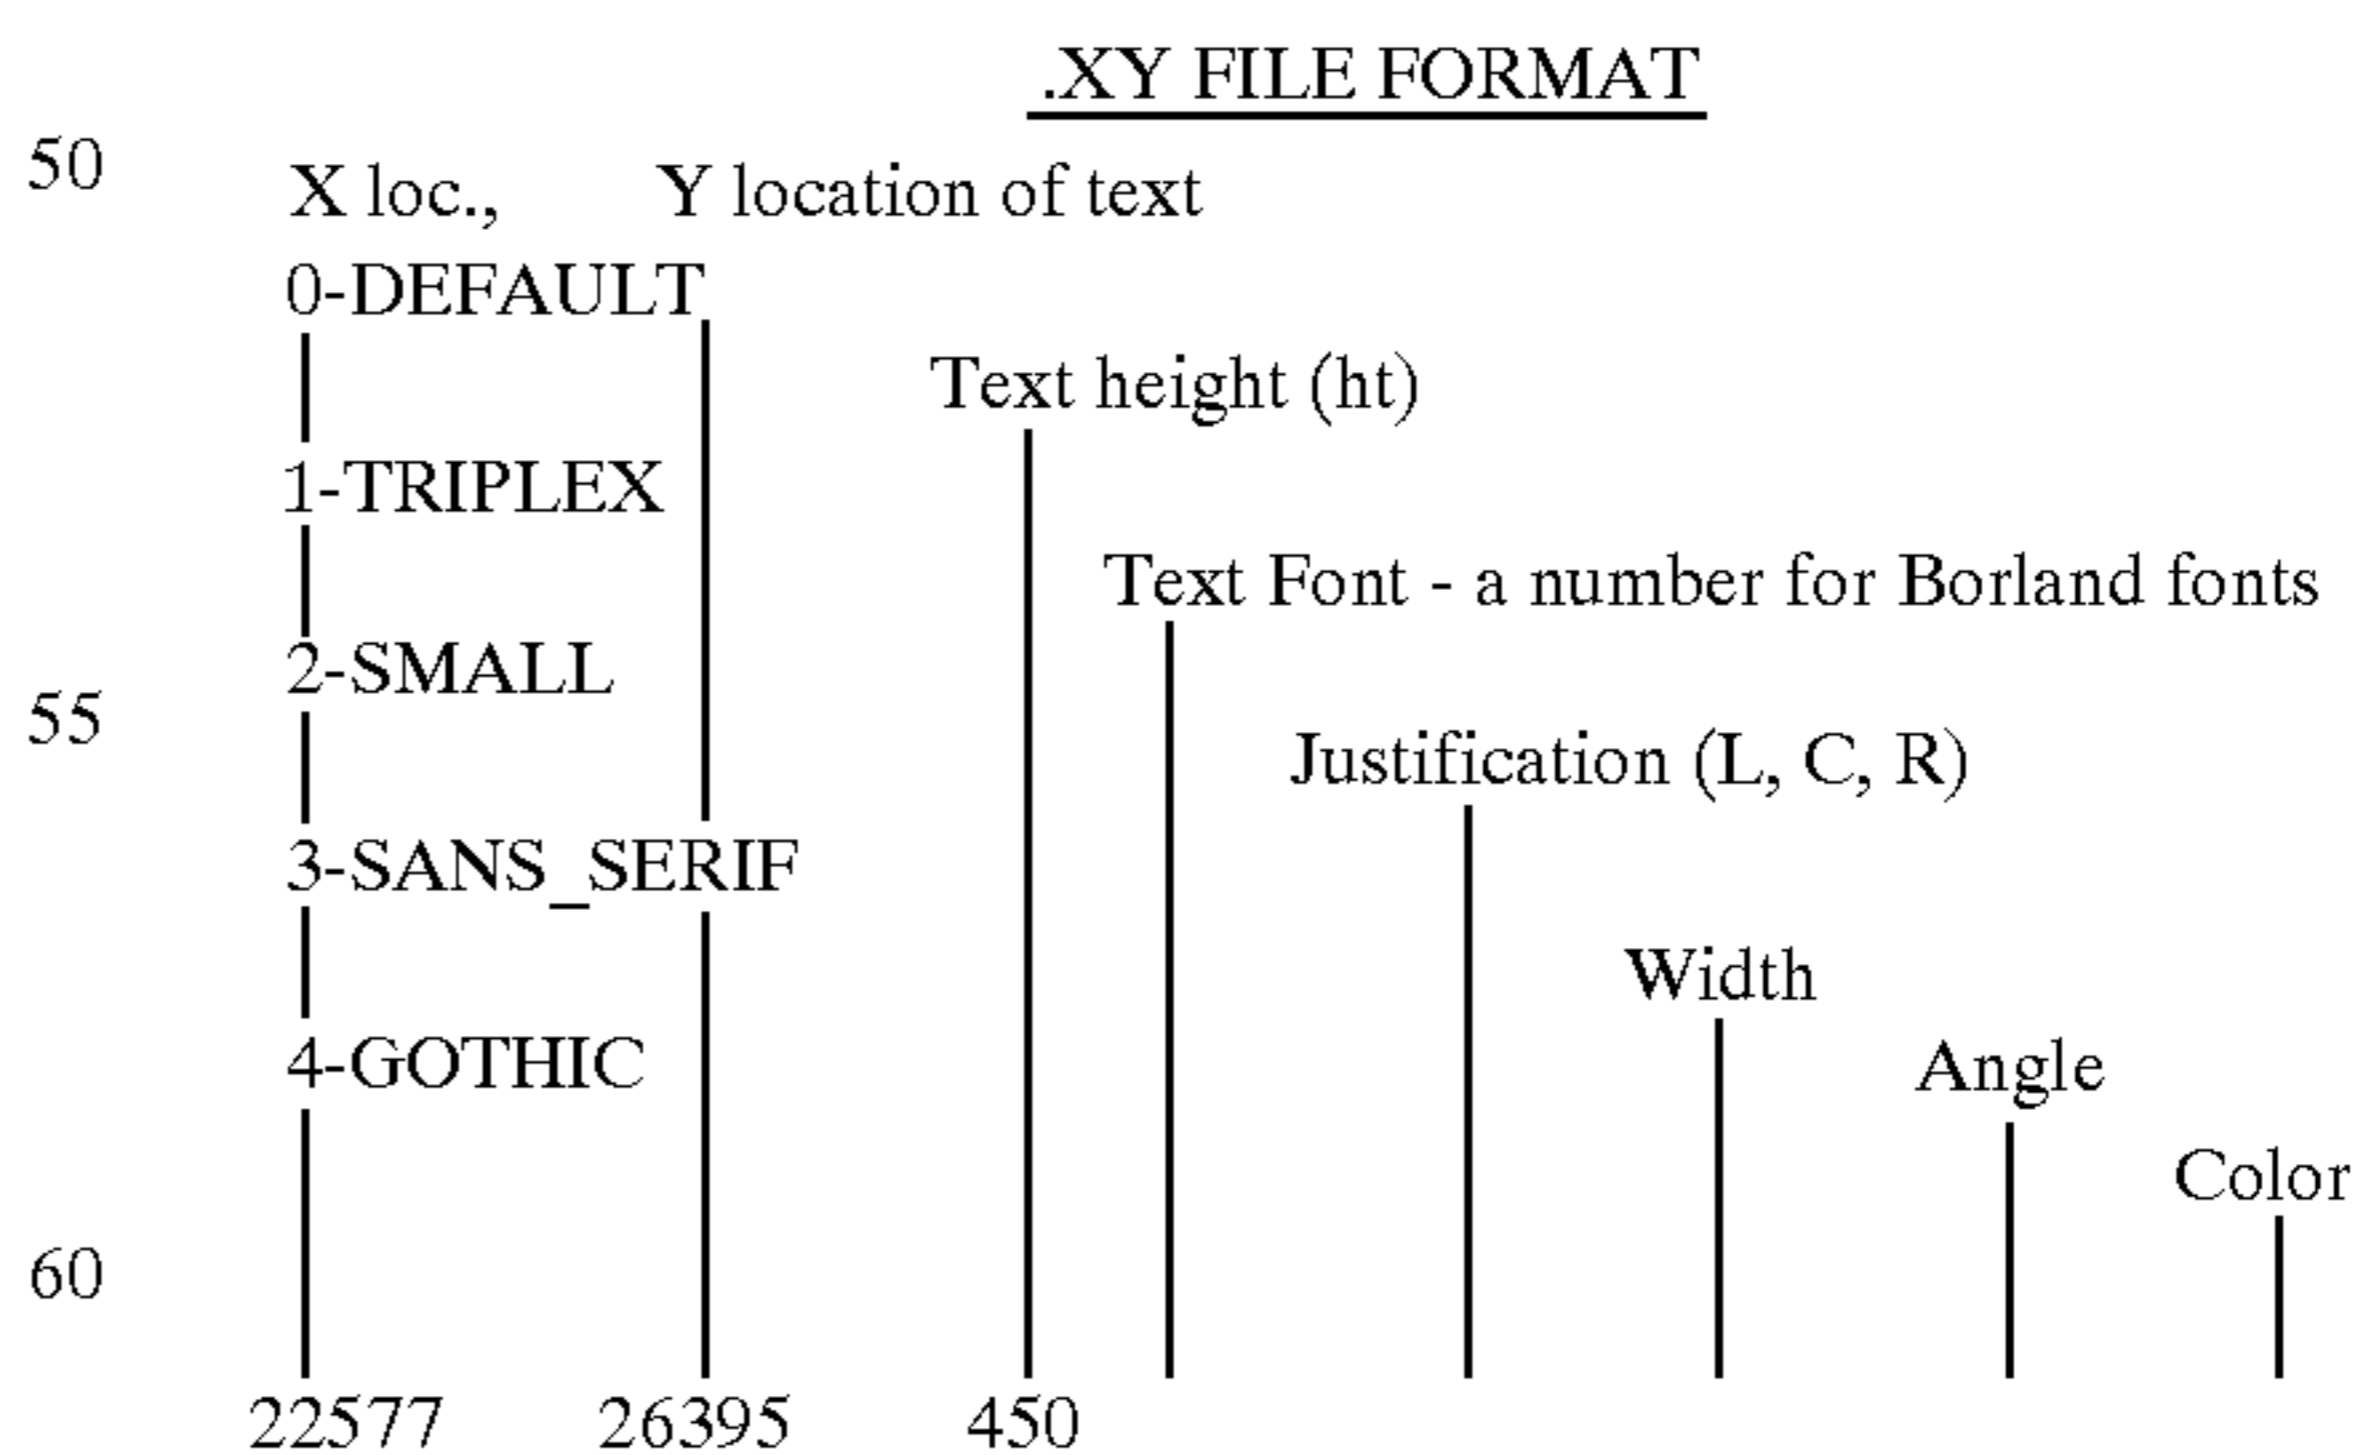 .XY FILE FORMAT
50
X loc., Y location of text
0-DEFAULT
Text height (ht)
1-TRIPLEX
Text Font - a number for Borland fonts
2-SMALL
55
Justification (L, C, R)
3-SANS_SERIF
Width
4-GOTHIC
Angle
Color
60
22577 26395 450